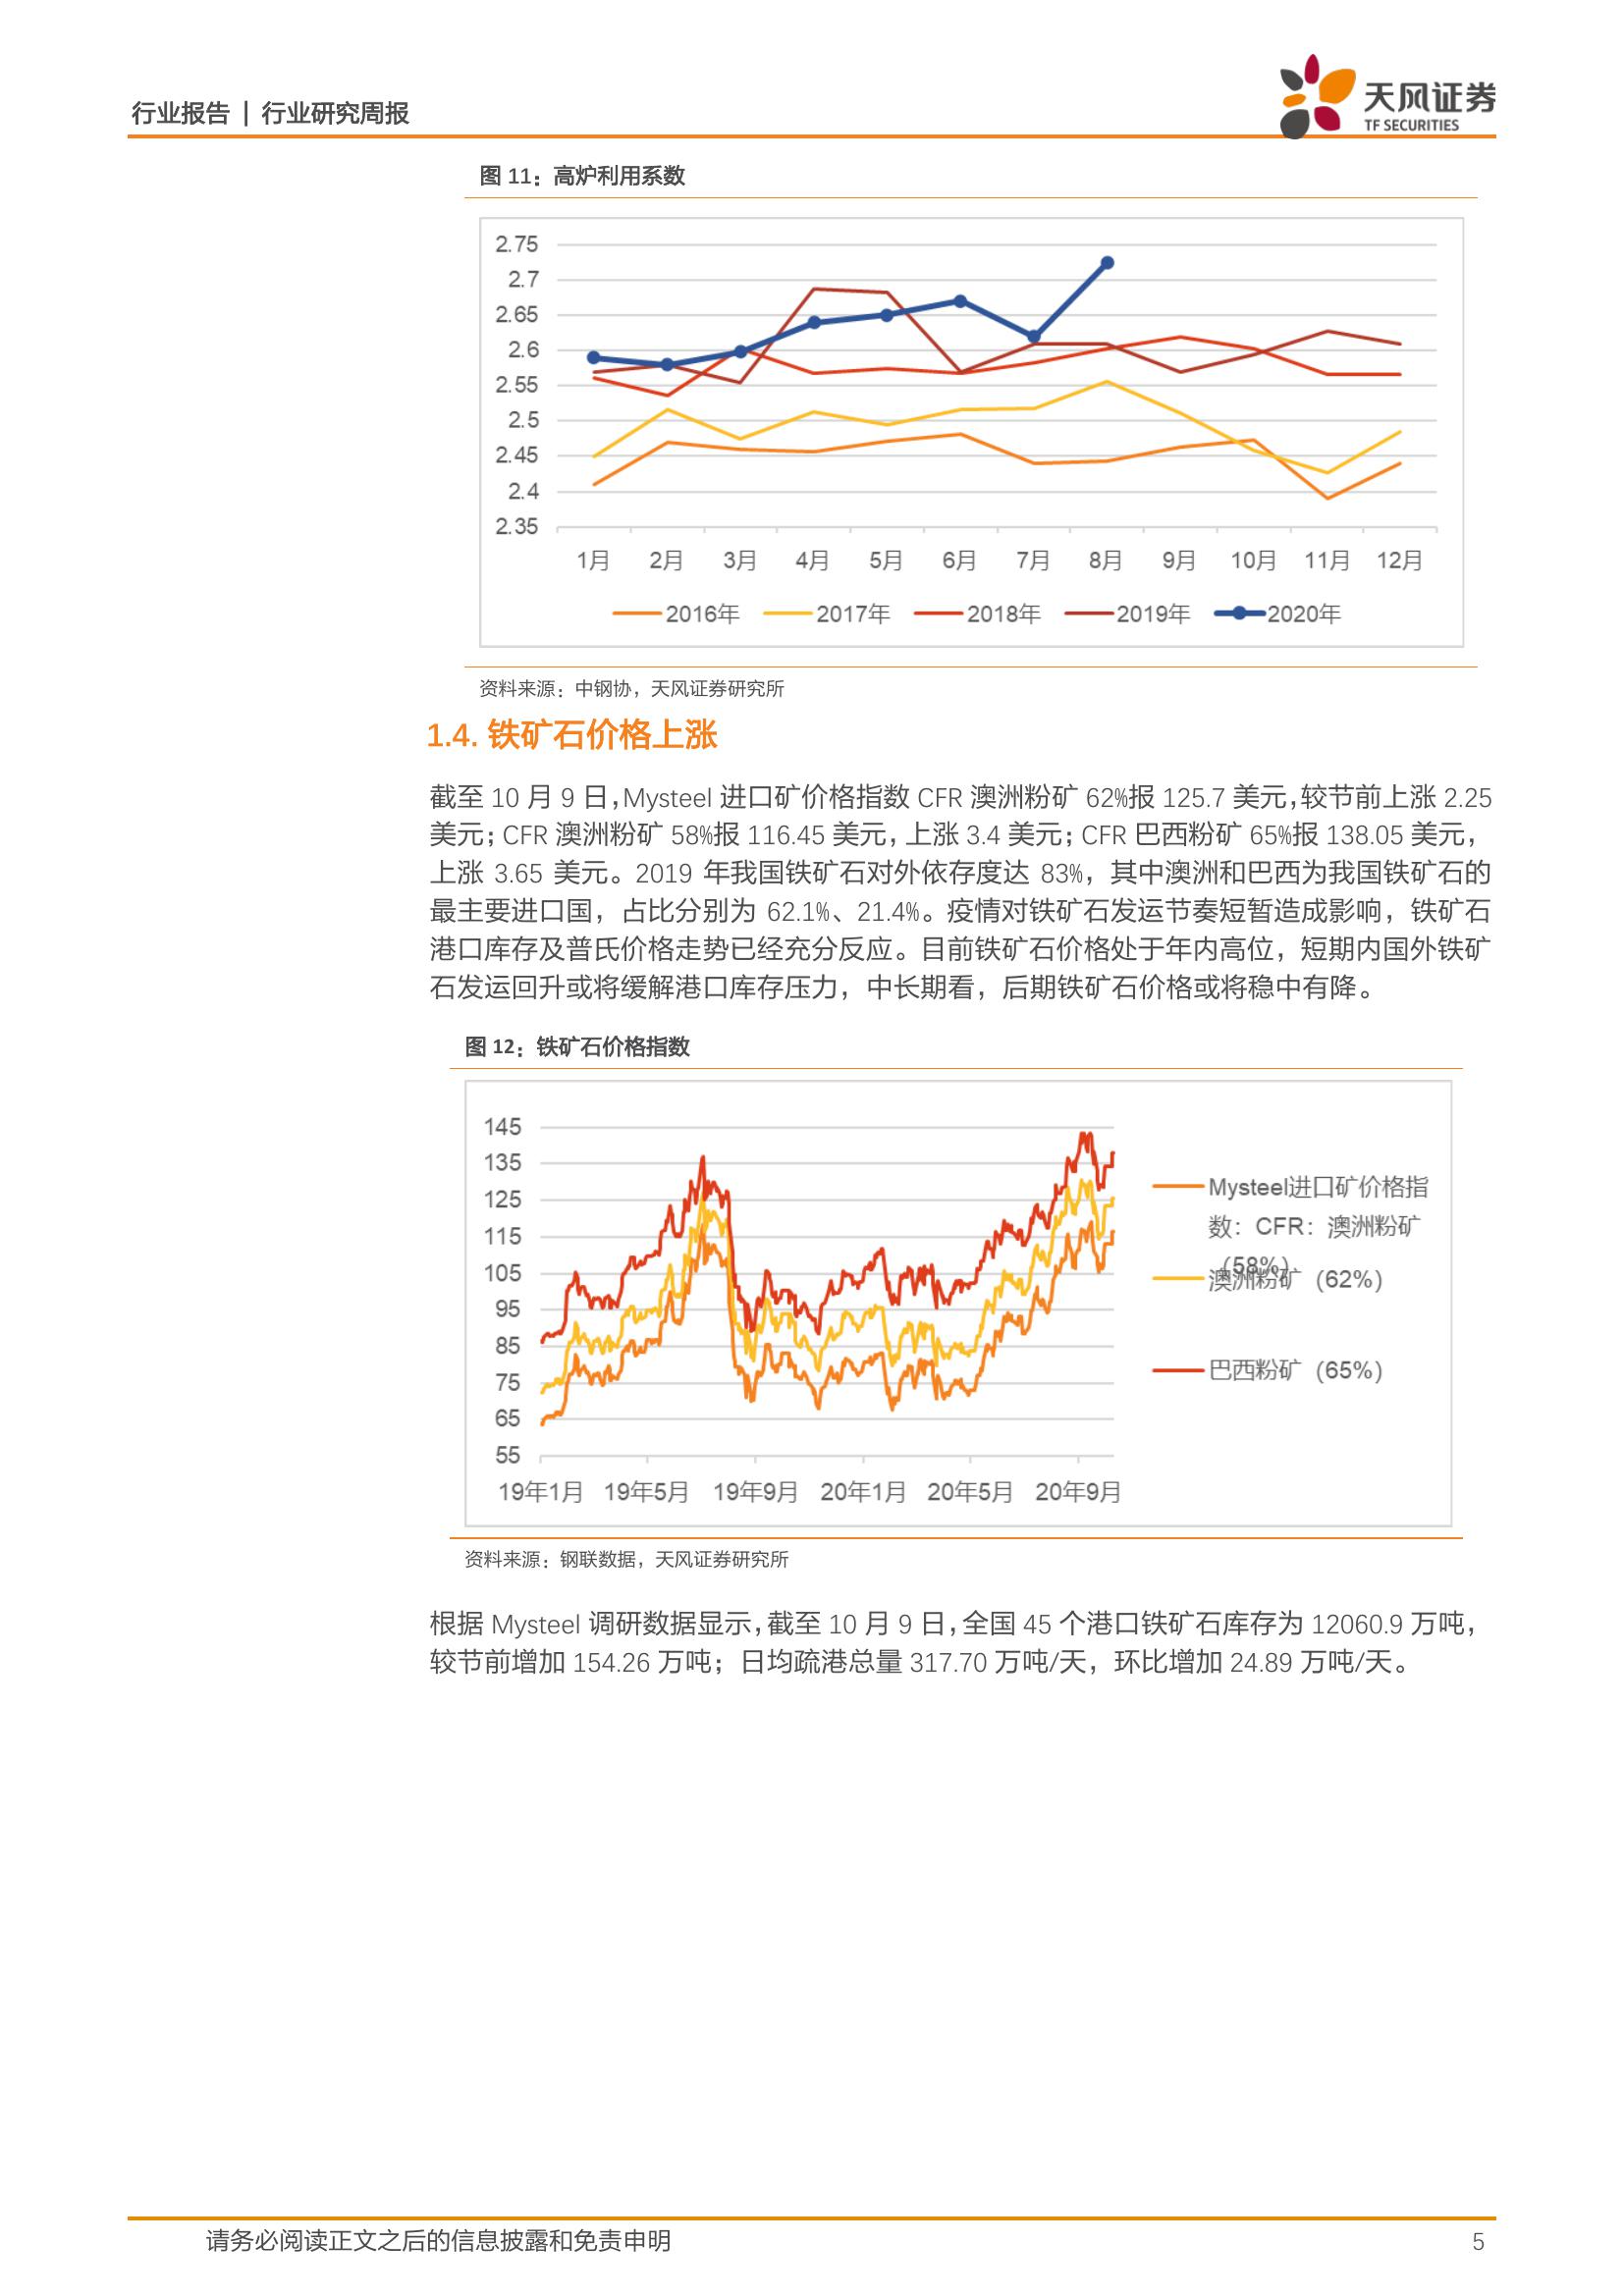 行业报告 | 行业研究周报
天风证券
TF SECURITIES
图 11：高炉利用系数
2.75
2.7
2.65
2.6
2.55
2.5
2.45
2.4
2.35
1月 2月 3月 4月 5月 6月 7月 8月 9月 10月 11月 12月
2016年 2017年 2018年 2019年 2020年
资料来源：中钢协，天风证券研究所
1.4. 铁矿石价格上涨
截至 10 月 9 日，Mysteel 进口矿价格指数 CFR 澳洲粉矿 62%报 125.7 美元，较节前上涨 2.25
美元；CFR 澳洲粉矿 58%报 116.45 美元，上涨 3.4 美元；CFR 巴西粉矿 65%报 138.05 美元，
上涨 3.65 美元。2019 年我国铁矿石对外依存度达 83%，其中澳洲和巴西为我国铁矿石的
最主要进口国，占比分别为 62.1%、21.4%。疫情对铁矿石发运节奏短暂造成影响，铁矿石
港口库存及普氏价格走势已经充分反应。目前铁矿石价格处于年内高位，短期内国外铁矿
石发运回升或将缓解港口库存压力，中长期看，后期铁矿石价格或将稳中有降。
图 12：铁矿石价格指数
145
135
125
115
105
95
85
75
65
55
19年1月 19年5月 19年9月 20年1月 20年5月 20年9月
Mysteel进口矿价格指
数：CFR：澳洲粉矿
（58%）
澳洲粉矿（62%）
巴西粉矿（65%）
资料来源：钢联数据，天风证券研究所
根据 Mysteel 调研数据显示，截至 10 月 9 日，全国 45 个港口铁矿石库存为 12060.9 万吨，
较节前增加 154.26 万吨；日均疏港总量 317.70 万吨/天，环比增加 24.89 万吨/天。
请务必阅读正文之后的信息披露和免责申明
5